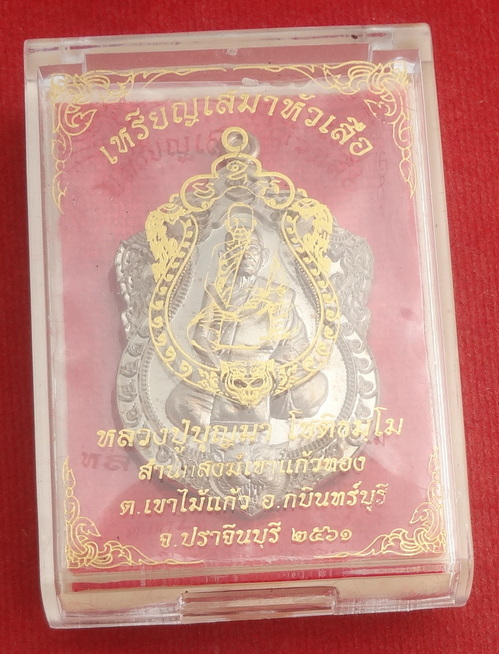 เหรียญเสมาหัวเสือ
หลวงปู่บุญมา โชติธมฺโม
สำนักสงฆ์เขาแก้วทอง
ต.เขาไม้แก้ว อ.กบินทร์บุรี
จ.ปราจีนบุรี ๒๕๖๑